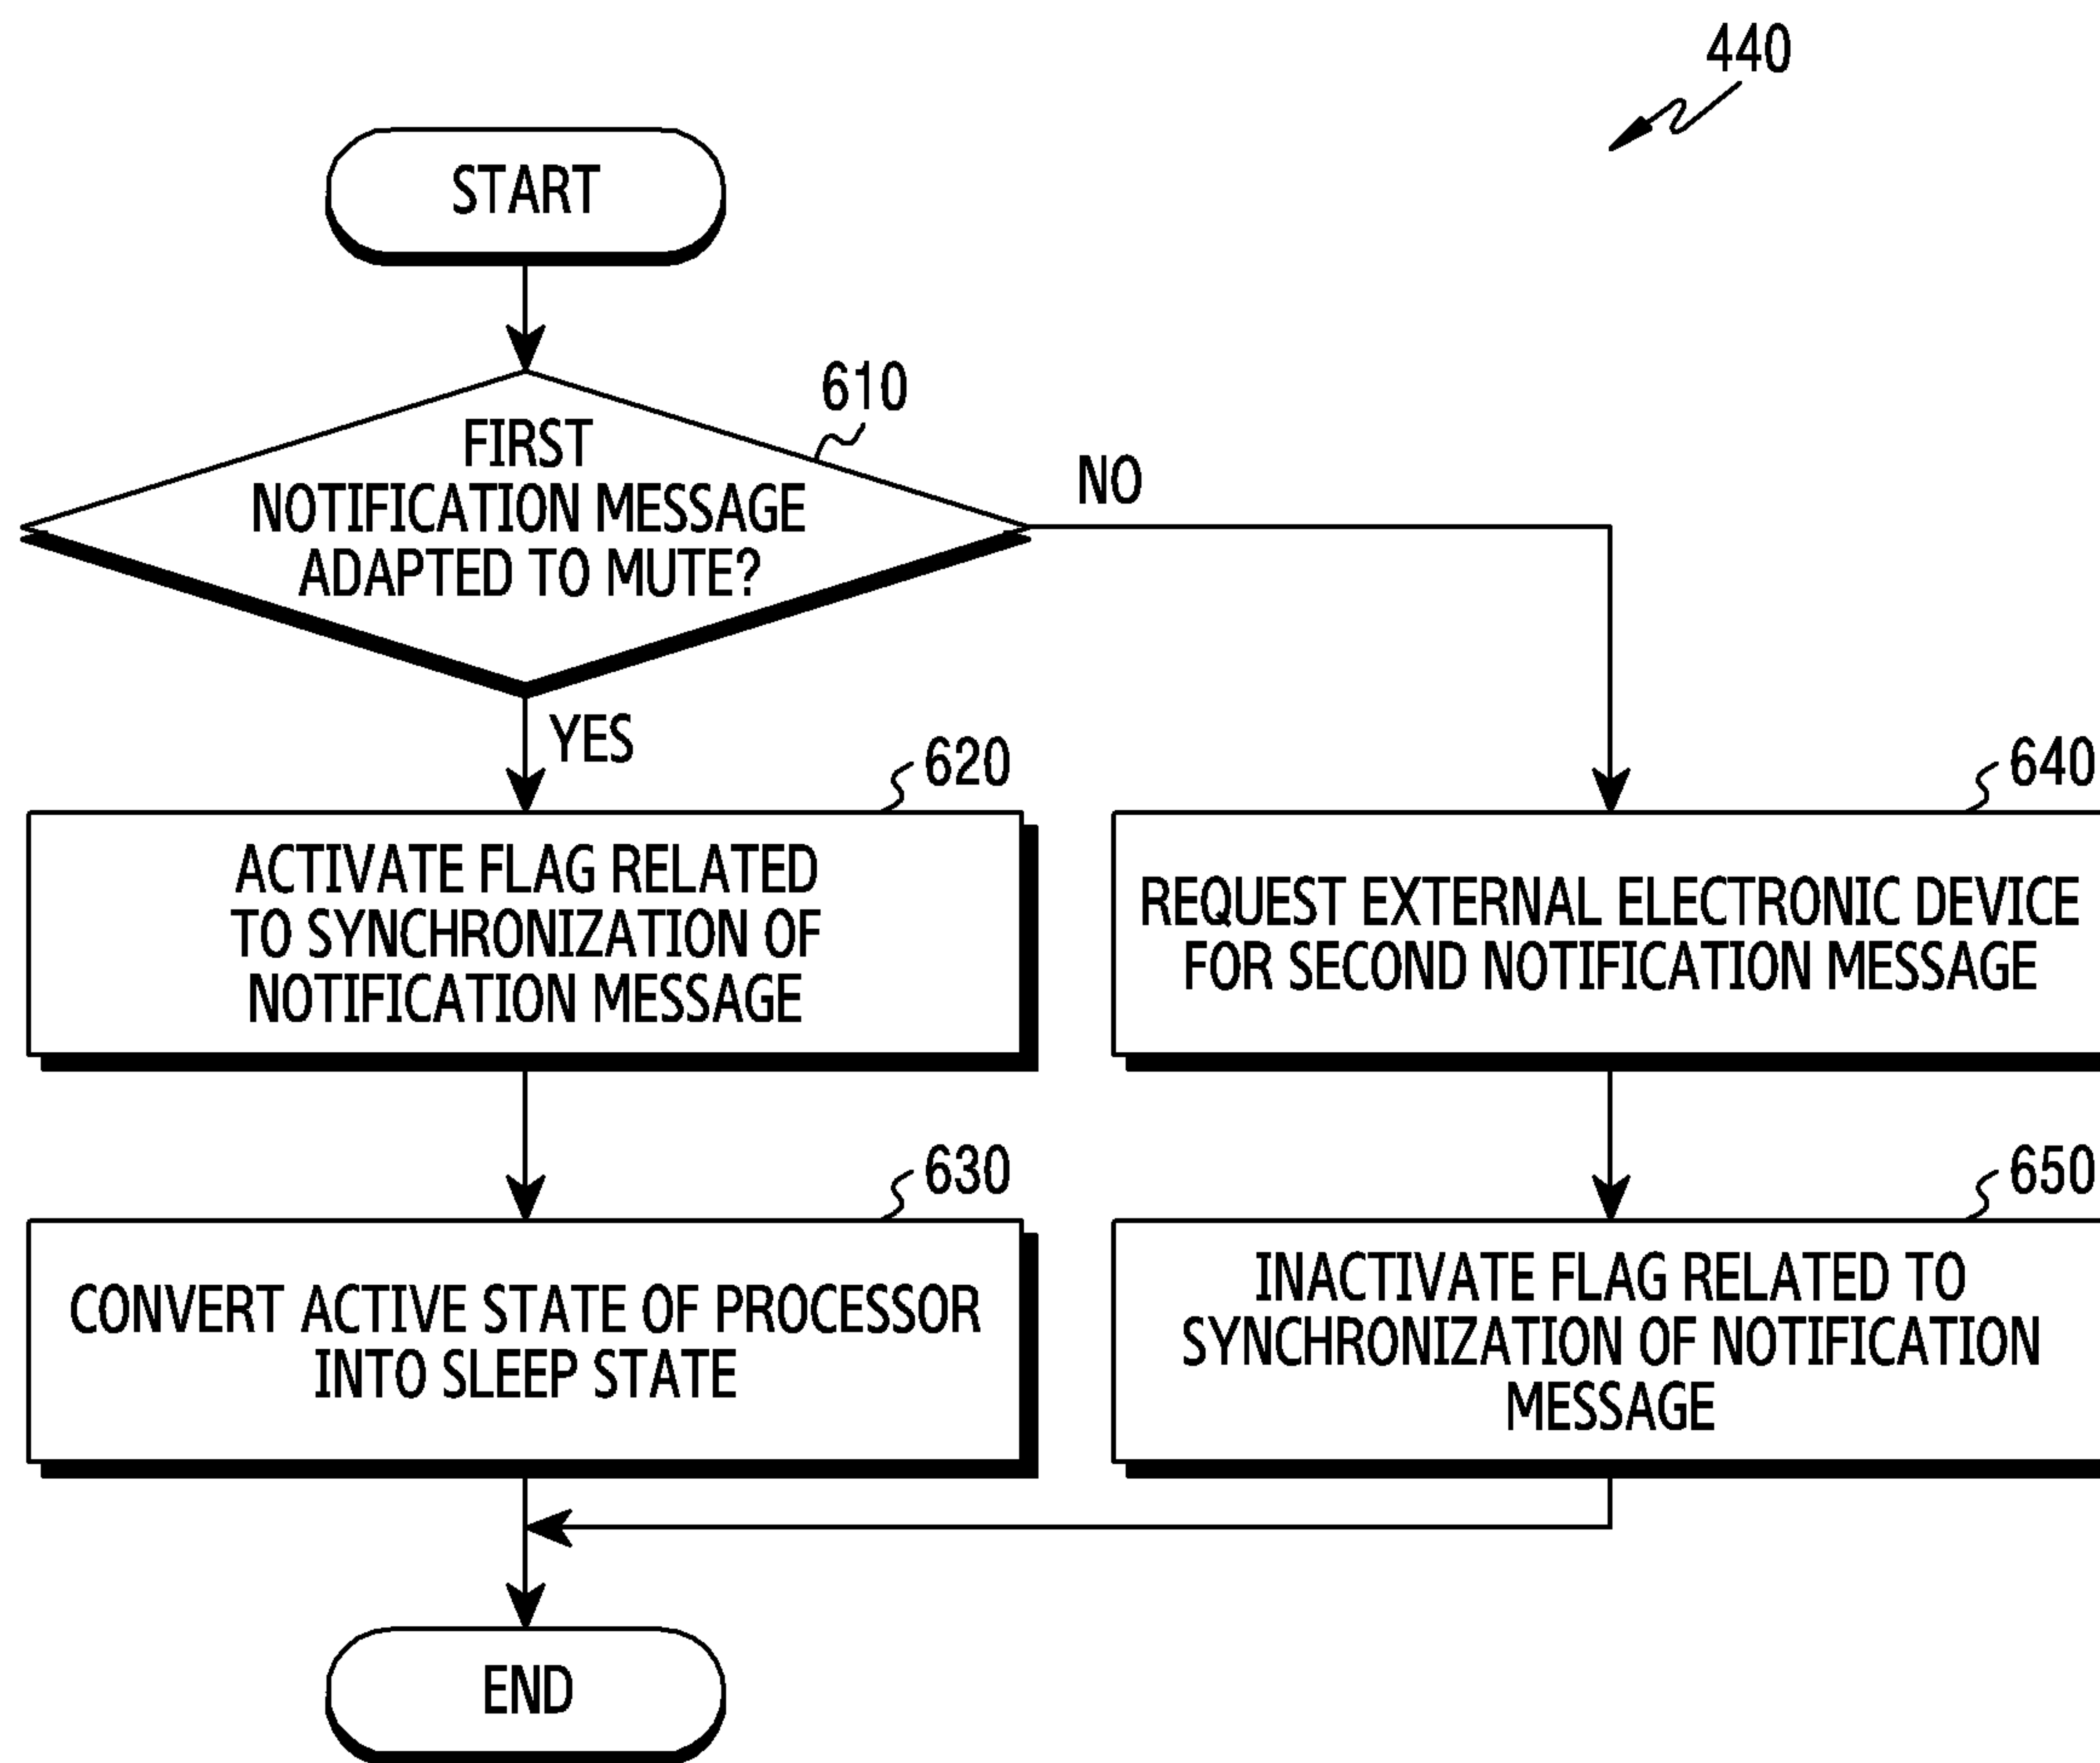 440
START
610
FIRST
NOTIFICATION MESSAGE
ADAPTED TO MUTE?
NO
YES
620
ACTIVATE FLAG RELATED
TO SYNCHRONIZATION OF
NOTIFICATION MESSAGE
640
REQUEST EXTERNAL ELECTRONIC DEVICE
FOR SECOND NOTIFICATION MESSAGE
630
CONVERT ACTIVE STATE OF PROCESSOR
INTO SLEEP STATE
650
INACTIVATE FLAG RELATED TO
SYNCHRONIZATION OF NOTIFICATION
MESSAGE
END